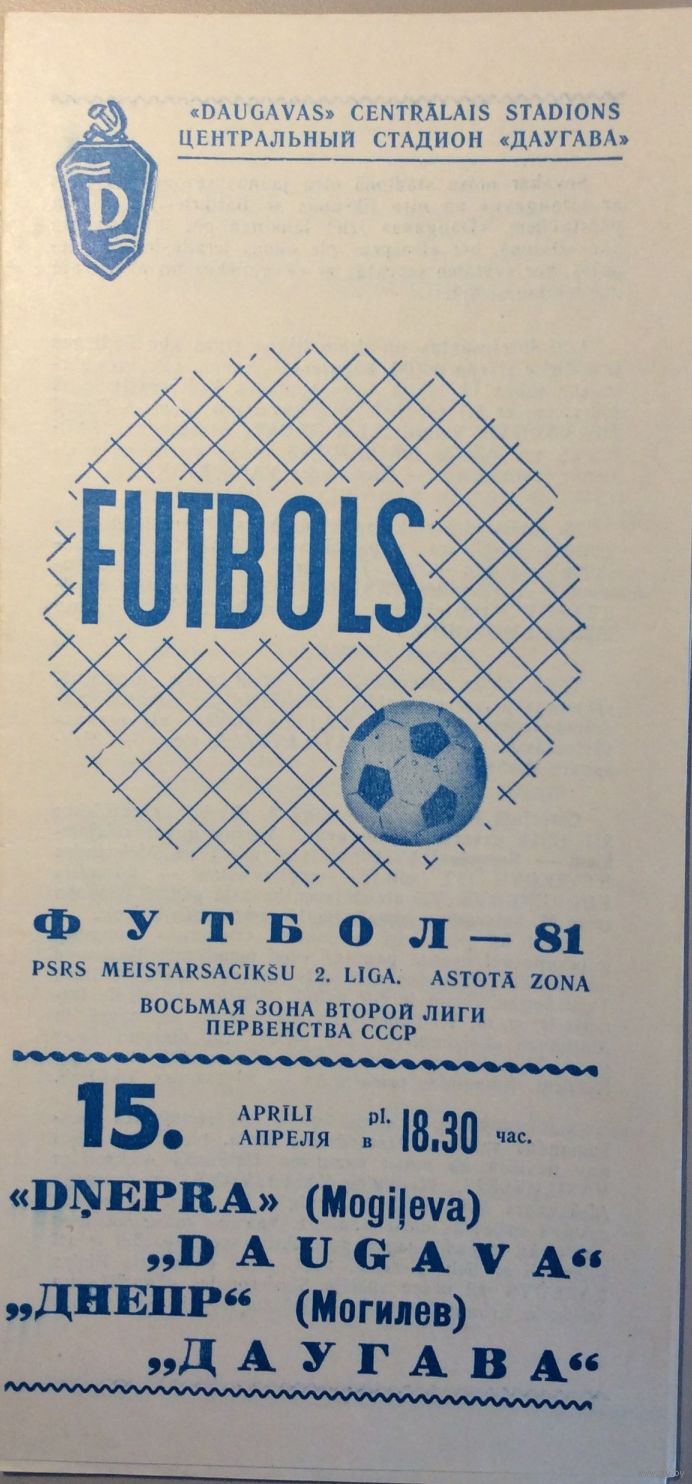 «DAUGAVAS» CENTRĀLAIS STADIONS
ЦЕНТРАЛЬНЫЙ СТАДИОН «ДАУГАВА»
D
FUTBOLS
ФУТБОЛ — 81
PSRS MEISTARSACĪKŠU 2. LĪGA. ASTOTĀ ZONA
ВОСЬМАЯ ЗОНА ВТОРОЙ ЛИГИ
ПЕРВЕНСТВА СССР
15. APRĪLĪ pl. 18.30 час.
АПРЕЛЯ в
«DŅEPRA» (Mogiļeva)
„DAUGAVA“
„ДНЕПР“ (Могилев)
„ДАУГАВА“